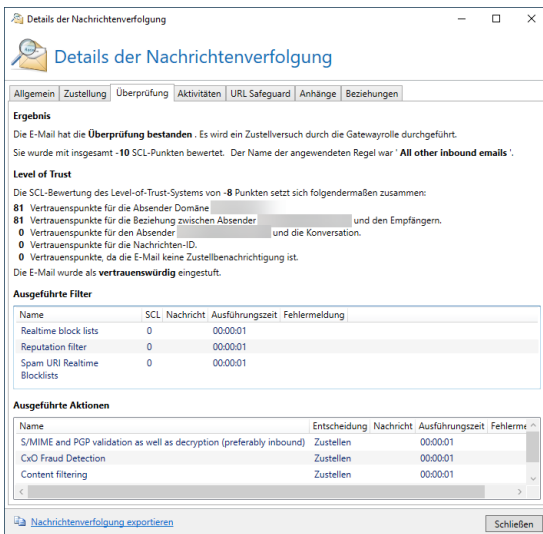 Details der Nachrichtenverfolgung
Details der Nachrichtenverfolgung
Allgemein Zustellung Überprüfung Aktivitäten URL Safeguard Anhänge Beziehungen
Ergebnis
Die E-Mail hat die Überprüfung bestanden . Es wird ein Zustellversuch durch die Gatewayrolle durchgeführt.
Sie wurde mit insgesamt -10 SCL-Punkten bewertet. Der Name der angewendeten Regel war ' All other inbound emails '.
Level of Trust
Die SCL-Bewertung des Level-of-Trust-Systems von -8 Punkten setzt sich folgendermaßen zusammen:
81 Vertrauenspunkte für die Absender Domäne
81 Vertrauenspunkte für die Beziehung zwischen Absender und den Empfängern.
0 Vertrauenspunkte für den Absender und die Konversation.
0 Vertrauenspunkte für die Nachrichten-ID.
0 Vertrauenspunkte, da die E-Mail keine Zustellbenachrichtigung ist.
Die E-Mail wurde als vertrauenswürdig eingestuft.
Ausgeführte Filter
Name SCL Nachricht Ausführungszeit Fehlermeldung
Realtime block lists 0 00:00:01
Reputation filter 0 00:00:01
Spam URI Realtime 0 00:00:01
Blocklists
Ausgeführte Aktionen
Name Entscheidung Nachricht Ausführungszeit Fehlerme
S/MIME and PGP validation as well as decryption (preferably inbound) Zustellen 00:00:01
CxO Fraud Detection Zustellen 00:00:01
Content filtering Zustellen 00:00:01
Nachrichtenverfolgung exportieren
Schließen